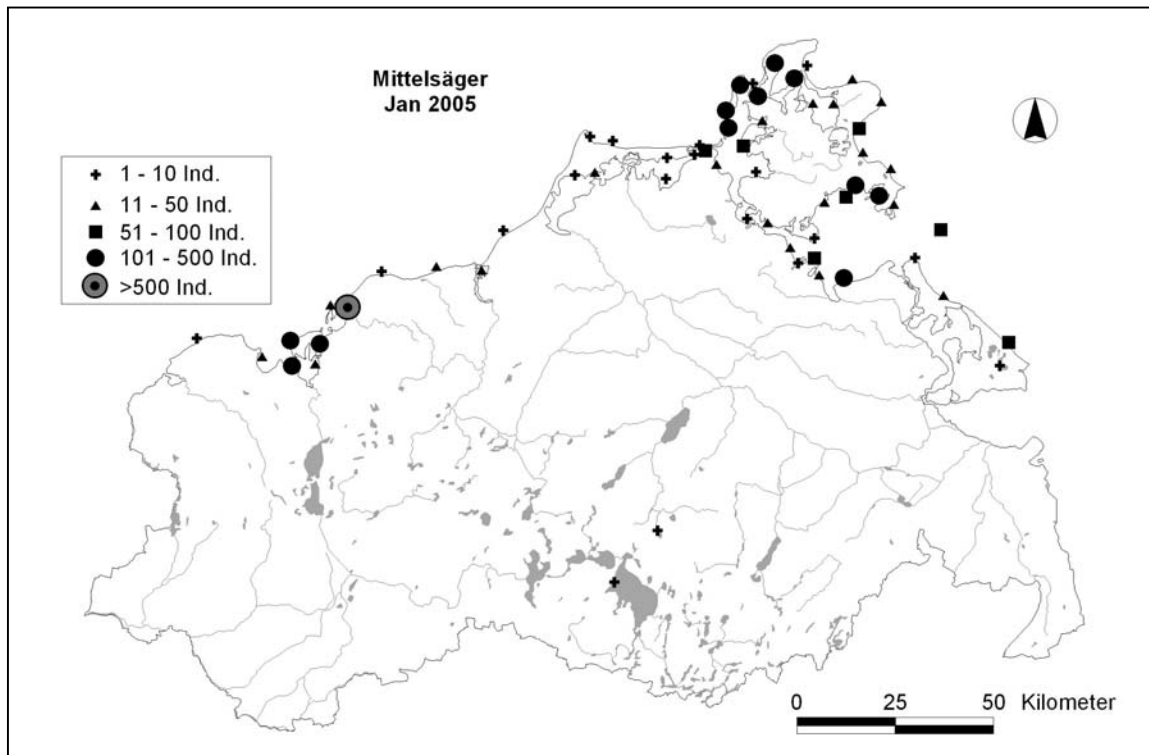 Mittelsäger
Jan 2005
1 - 10 Ind.
11 - 50 Ind.
51 - 100 Ind.
101 - 500 Ind.
>500 Ind.
0 25 50 Kilometer